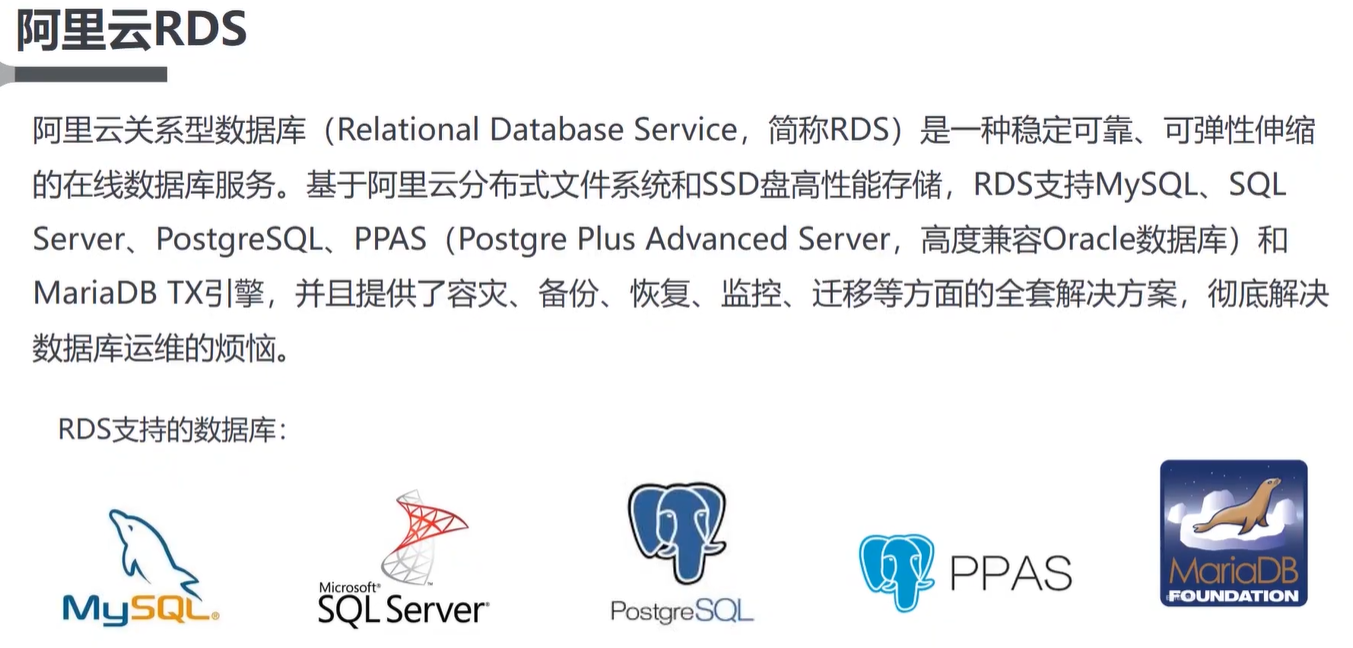 阿里云RDS
阿里云关系型数据库（Relational Database Service，简称RDS）是一种稳定可靠、可弹性伸缩
的在线数据库服务。基于阿里云分布式文件系统和SSD盘高性能存储，RDS支持MySQL、SQL
Server、PostgreSQL、PPAS（Postgre Plus Advanced Server，高度兼容Oracle数据库）和
MariaDB TX引擎，并且提供了容灾、备份、恢复、监控、迁移等方面的全套解决方案，彻底解决
数据库运维的烦恼。
RDS支持的数据库：
MySQL®
Microsoft®
SQL Server®
PostgreSQL
PPAS
MariaDB
FOUNDATION